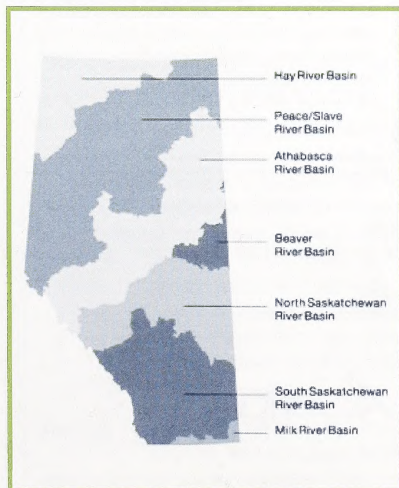 Hay River Basin
Peace/Slave
River Basin
Athabasca
River Basin
Beaver
River Basin
North Saskatchewan
River Basin
South Saskatchewan
River Basin
Milk River Basin